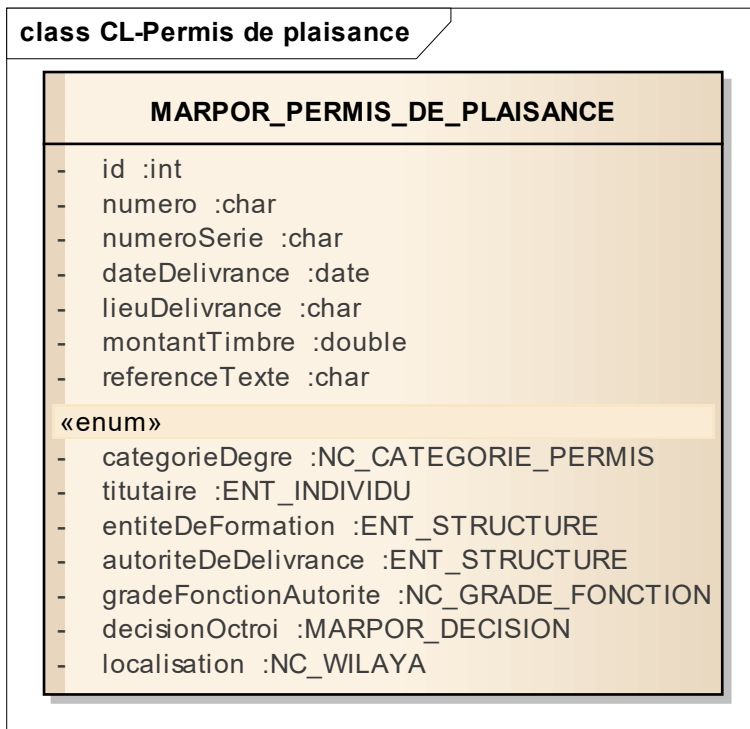 class CL-Permis de plaisance
MARPOR_PERMIS_DE_PLAISANCE
- id :int
- numero :char
- numeroSerie :char
- dateDelivrance :date
- lieuDelivrance :char
- montantTimbre :double
- referenceTexte :char
«enum»
- categorieDegre :NC_CATEGORIE_PERMIS
- titutaire :ENT_INDIVIDU
- entiteDeFormation :ENT_STRUCTURE
- autoriteDeDelivrance :ENT_STRUCTURE
- gradeFonctionAutorite :NC_GRADE_FONCTION
- decisionOctroi :MARPOR_DECISION
- localisation :NC_WILAYA